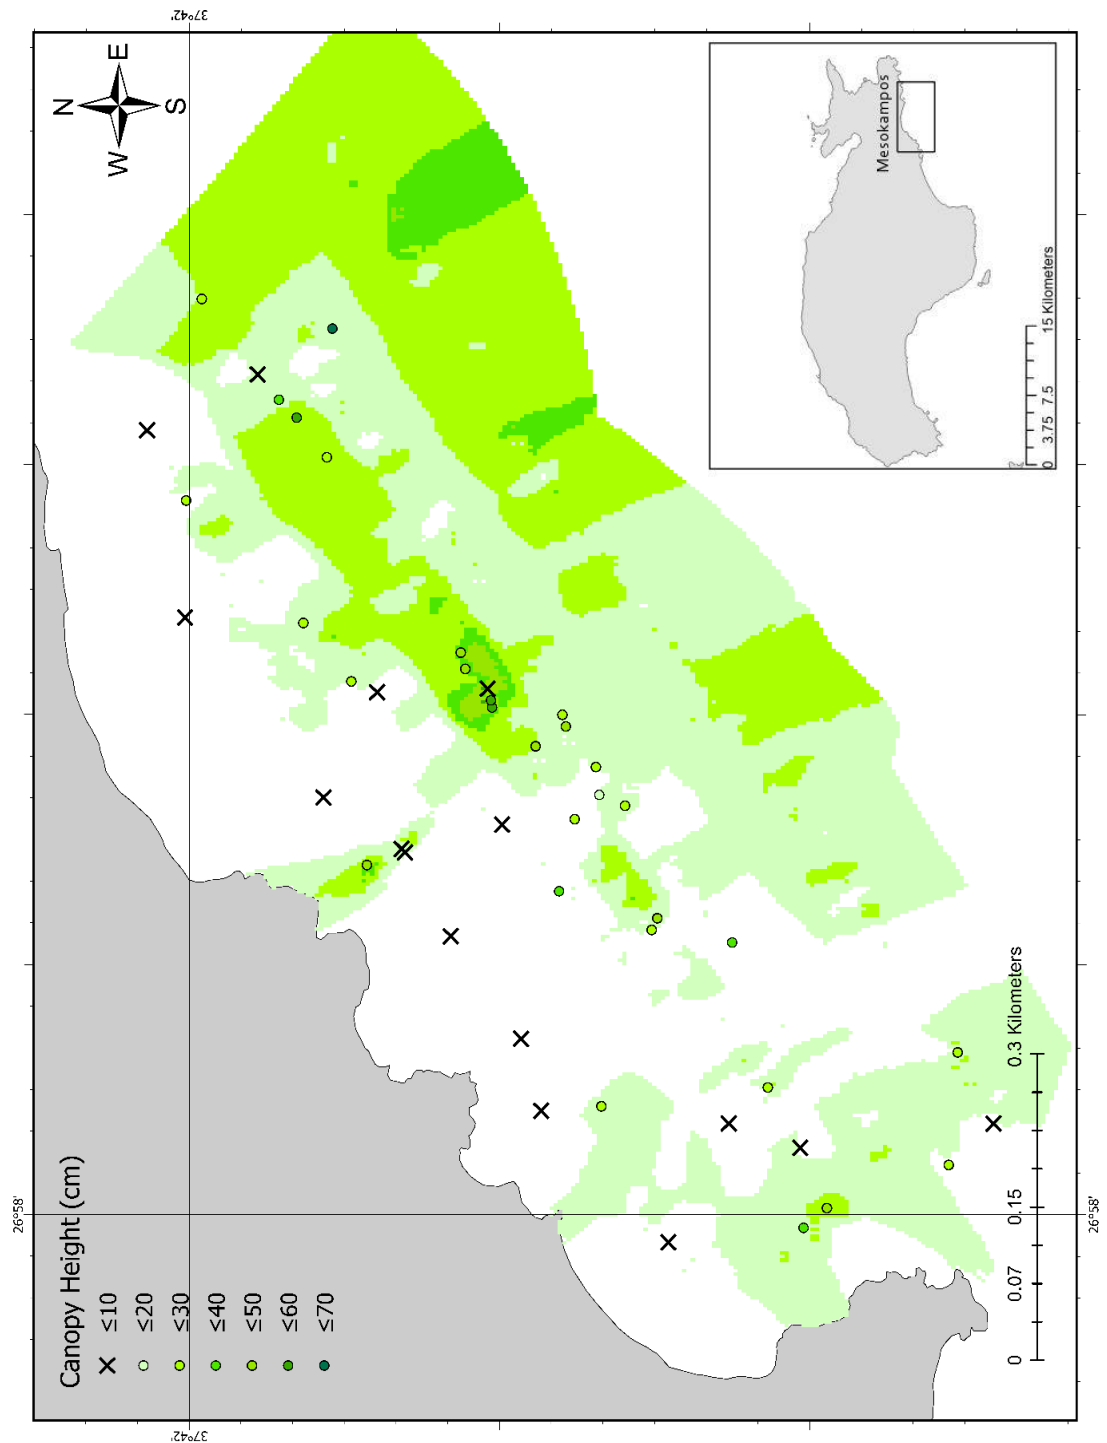 Canopy Height (cm)
≤10
≤20
≤30
≤40
≤50
≤60
≤70
N
W
E
S
37°42'
37°42'
26°58'
26°58'
0
0.07
0.15
0.3 Kilometers
Mesokampos
0
3.75
7.5
15 Kilometers